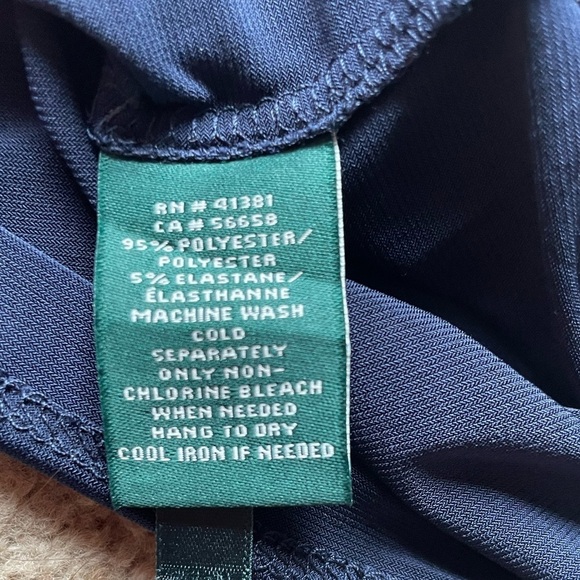 RN # 41381
CA # 56658
95% POLYESTER/
POLYESTER
5% ELASTANE/
ÉLASTHANNE
MACHINE WASH
COLD
SEPARATELY
ONLY NON-
CHLORINE BLEACH
WHEN NEEDED
HANG TO DRY
COOL IRON IF NEEDED